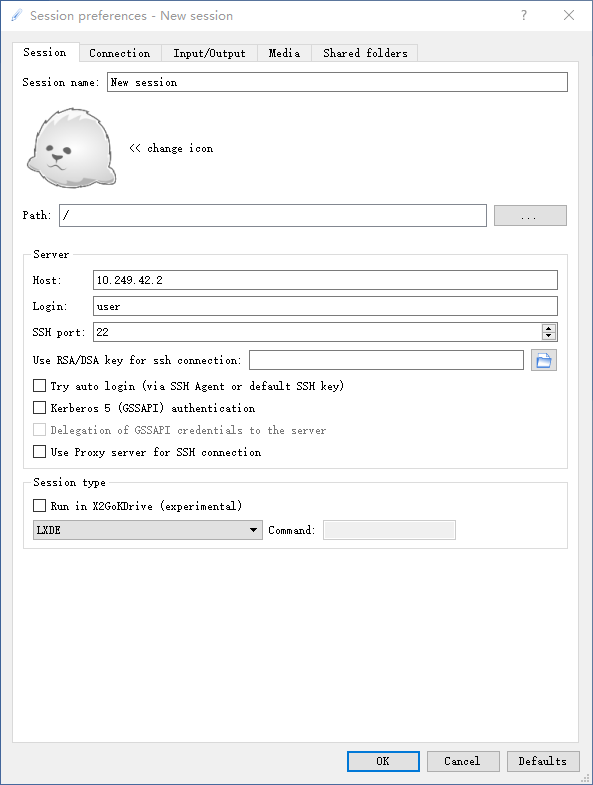 Session preferences - New session
Session Connection Input/Output Media Shared folders
Session name: New session
<< change icon
Path: / ...
Server
Host: 10.249.42.2
Login: user
SSH port: 22
Use RSA/DSA key for ssh connection:
Try auto login (via SSH Agent or default SSH key)
Kerberos 5 (GSSAPI) authentication
Delegation of GSSAPI credentials to the server
Use Proxy server for SSH connection
Session type
Run in X2GoKDrive (experimental)
LXDE Command:
OK Cancel Defaults